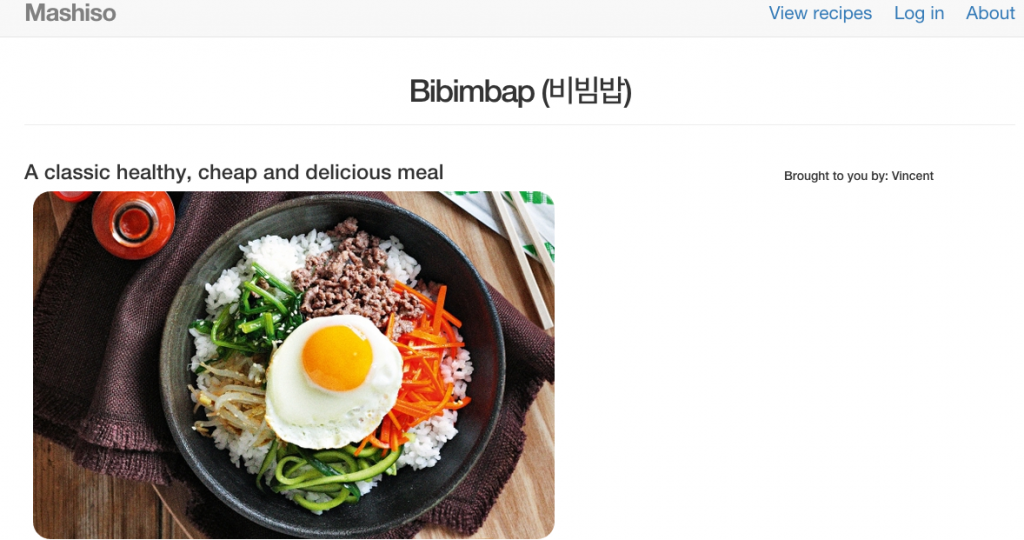 Mashiso
View recipes Log in About
Bibimbap (비빔밥)
A classic healthy, cheap and delicious meal
Brought to you by: Vincent